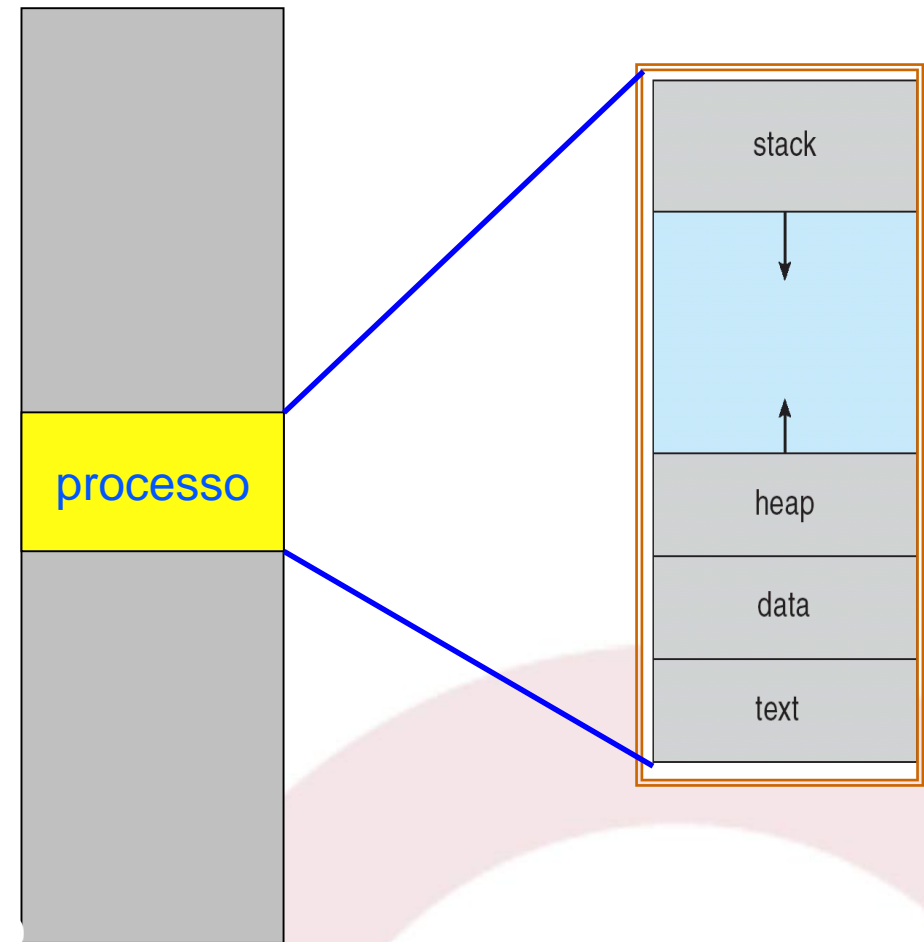 processo
stack
heap
data
text